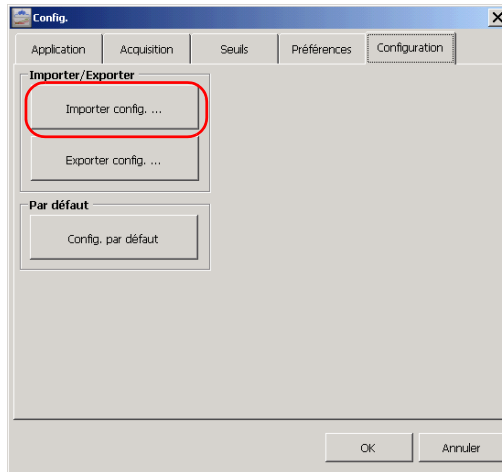 Config.
Application Acquisition Seuils Préférences Configuration
Importer/Exporter
Importer config. ...
Exporter config. ...
Par défaut
Config. par défaut
OK Annuler